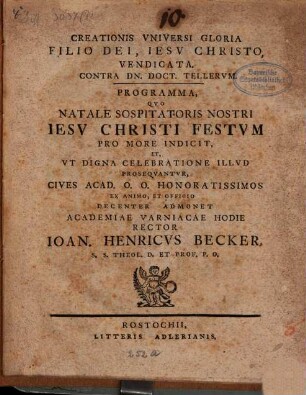 10
CREATIONIS VNIVERSI GLORIA
FILIO DEI, IESV CHRISTO,
VENDICATA.
CONTRA DN. DOCT. TELLERVM.
PROGRAMMA,
QVO
NATALE SOSPITATORIS NOSTRI
IESV CHRISTI FESTVM
PRO MORE INDICIT,
ET,
VT DIGNA CELEBRATIONE ILLVD
PROSEQVANTVR,
CIVES ACAD. O. O. HONORATISSIMOS
EX ANIMO, ET OFFICIO
DECENTER ADMONET
ACADEMIAE VARNIACAE HODIE
RECTOR
IOAN. HENRICVS BECKER,
S. S. THEOL. D. ET PROF. P. O.
ROSTOCHII,
LITTERIS ADLERIANIS.
252 a